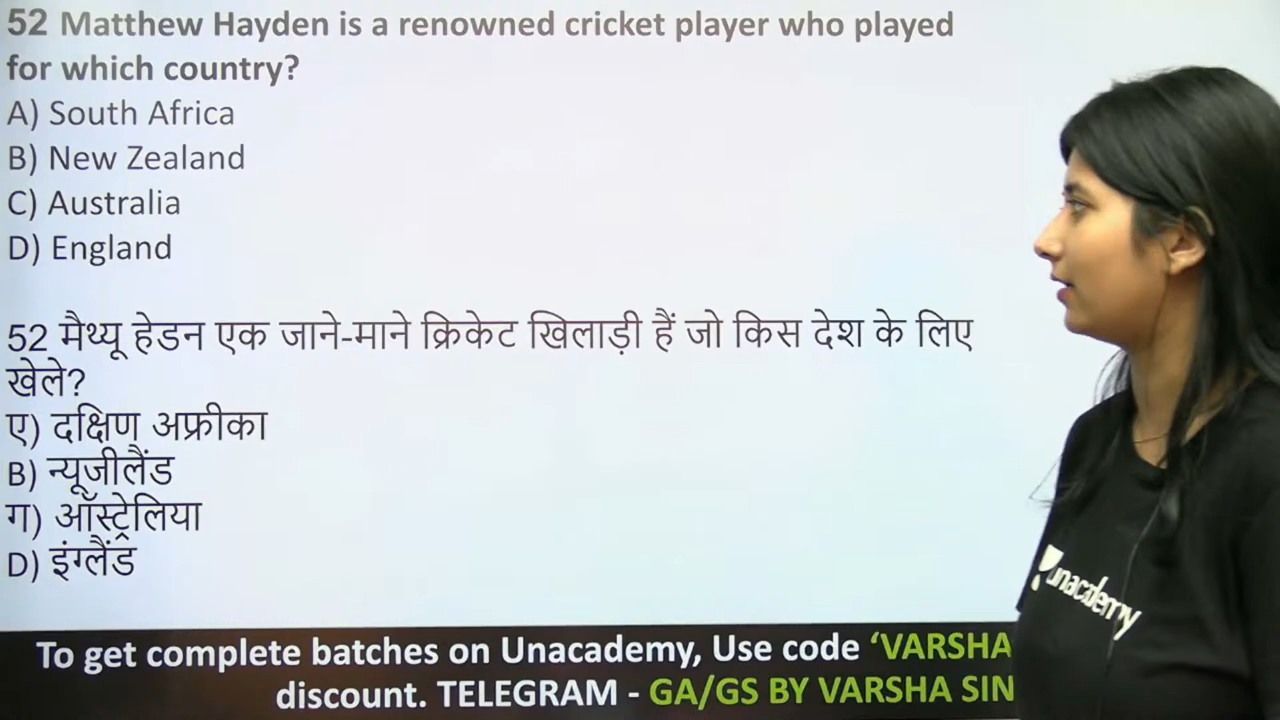 52 Matthew Hayden is a renowned cricket player who played
for which country?
A) South Africa
B) New Zealand
C) Australia
D) England
52 मैथ्यू हेडन एक जाने-माने क्रिकेट खिलाड़ी हैं जो किस देश के लिए
खेले?
ए) दक्षिण अफ्रीका
B) न्यूजीलैंड
ग) ऑस्ट्रेलिया
D) इंग्लैंड
unacademy
To get complete batches on Unacademy, Use code ‘VARSHA
discount. TELEGRAM - GA/GS BY VARSHA SIN